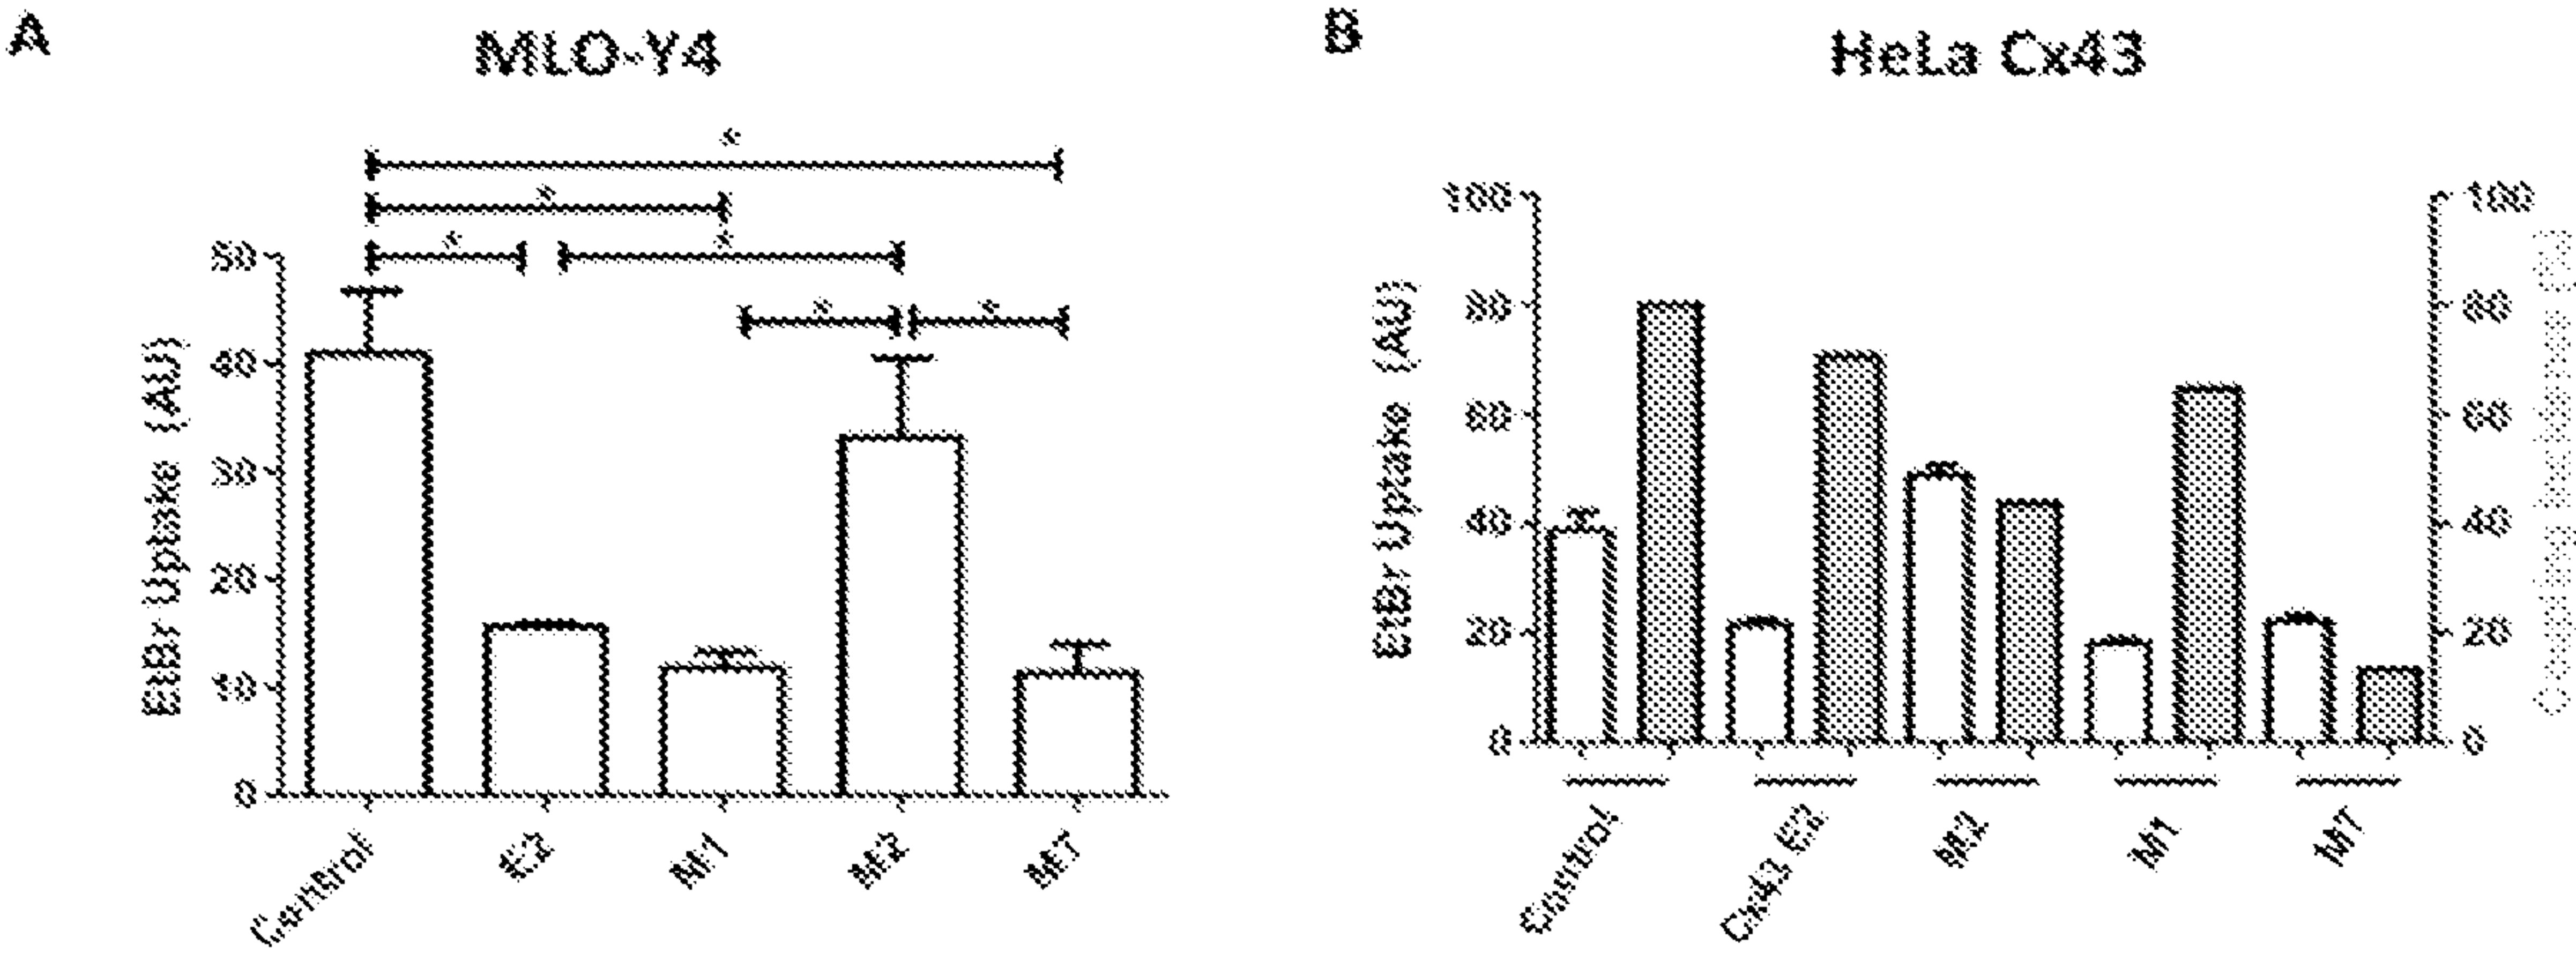 A
MLO-Y4
*
*
*
*
*
*
50
40
30
20
10
0
EtBr Uptake (AU)
Control
E2
M1
M2
M7
B
HeLa Cx43
100
80
60
40
20
0
EtBr Uptake (AU)
100
80
60
40
20
0
Control
Cx43 E2
M2
M1
M7